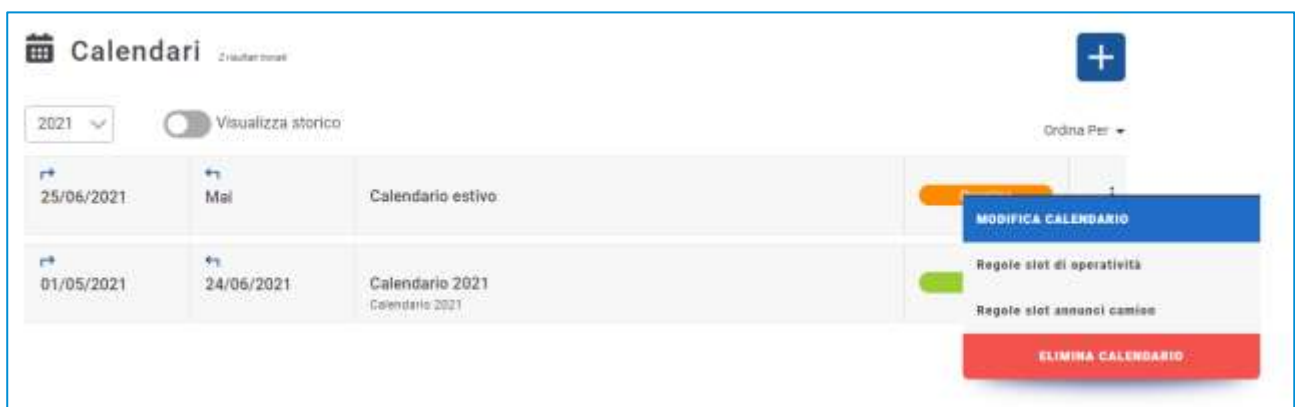 Calendari
2021
Visualizza storico
Ordina Per
25/06/2021
Mai
Calendario estivo
MODIFICA CALENDARIO
01/05/2021
24/06/2021
Calendario 2021
Calendario 2021
Regole slot di operatività
Regole slot annunci camion
ELIMINA CALENDARIO